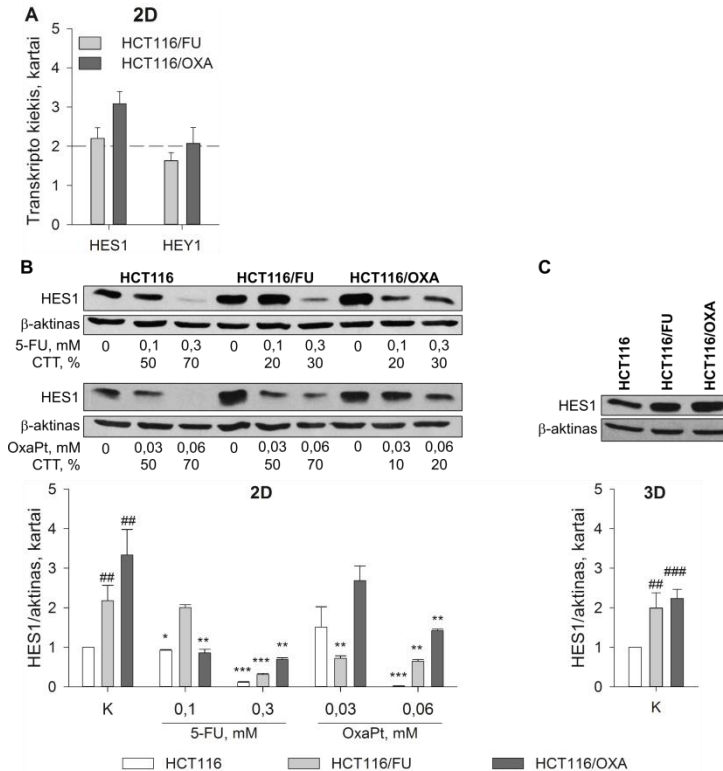 A
2D
HCT116/FU
HCT116/OXA
Transkripto kiekis, kartai
5
4
3
2
1
0
HES1 HEY1
B
HCT116 HCT116/FU HCT116/OXA
HES1
β-aktinas
5-FU, mM 0 0,1 0,3 0 0,1 0,3 0 0,1 0,3
CTT, % 50 70 20 30 20 30
HES1
β-aktinas
OxaPt, mM 0 0,03 0,06 0 0,03 0,06 0 0,03 0,06
CTT, % 50 70 50 70 10 20
C
HCT116 HCT116/FU HCT116/OXA
HES1
β-aktinas
2D
HES1/aktinas, kartai
5
4
3
2
1
0
## ##
* **
*** *** **
**
*** ** **
K 0,1 0,3 0,03 0,06
5-FU, mM OxaPt, mM
3D
HES1/aktinas, kartai
5
4
3
2
1
0
## ###
K
HCT116 HCT116/FU HCT116/OXA